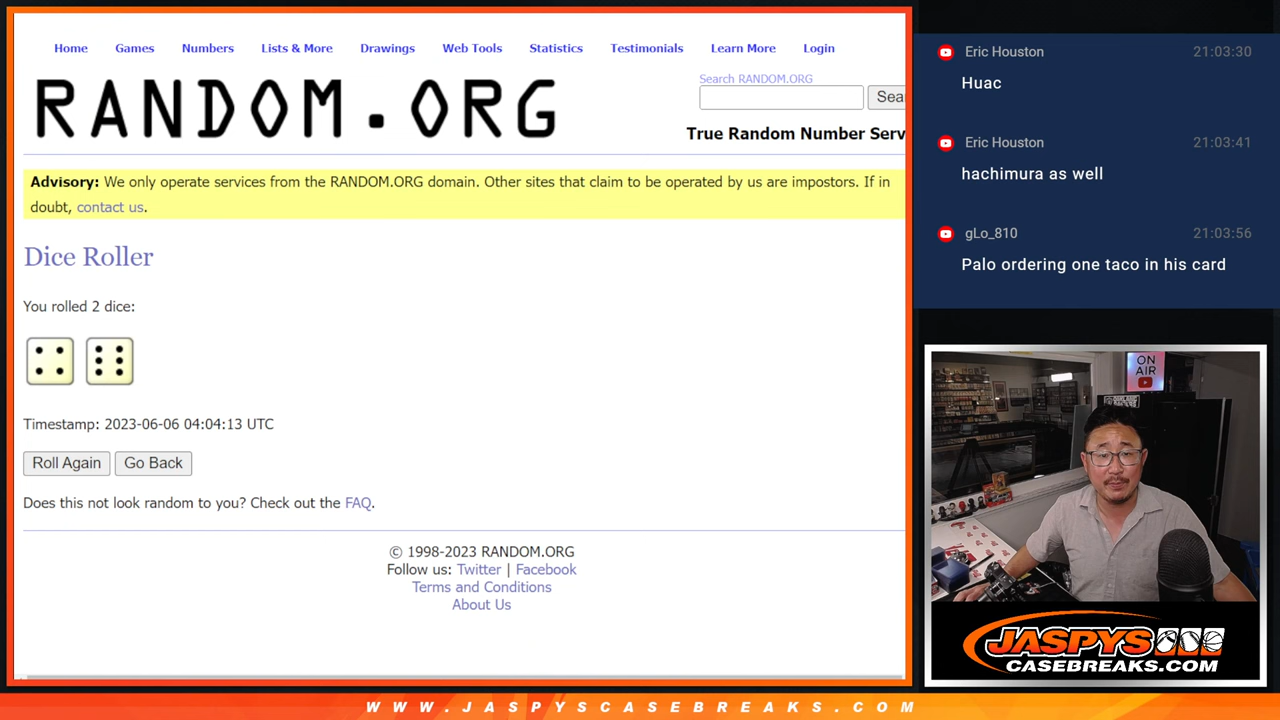 Home Games Numbers Lists & More Drawings Web Tools Statistics Testimonials Learn More Login
RANDOM.ORG
Search RANDOM.ORG
Sea
True Random Number Serv
Advisory: We only operate services from the RANDOM.ORG domain. Other sites that claim to be operated by us are impostors. If in
doubt, contact us.
Dice Roller
You rolled 2 dice:
Timestamp: 2023-06-06 04:04:13 UTC
Roll Again Go Back
Does this not look random to you? Check out the FAQ.
© 1998-2023 RANDOM.ORG
Follow us: Twitter | Facebook
Terms and Conditions
About Us
Eric Houston 21:03:30
Huac
Eric Houston 21:03:41
hachimura as well
gLo_810 21:03:56
Palo ordering one taco in his card
ON
AIR
JASPYS
CASEBREAKS.COM
WWW.JASPYSCASEBREAKS.COM